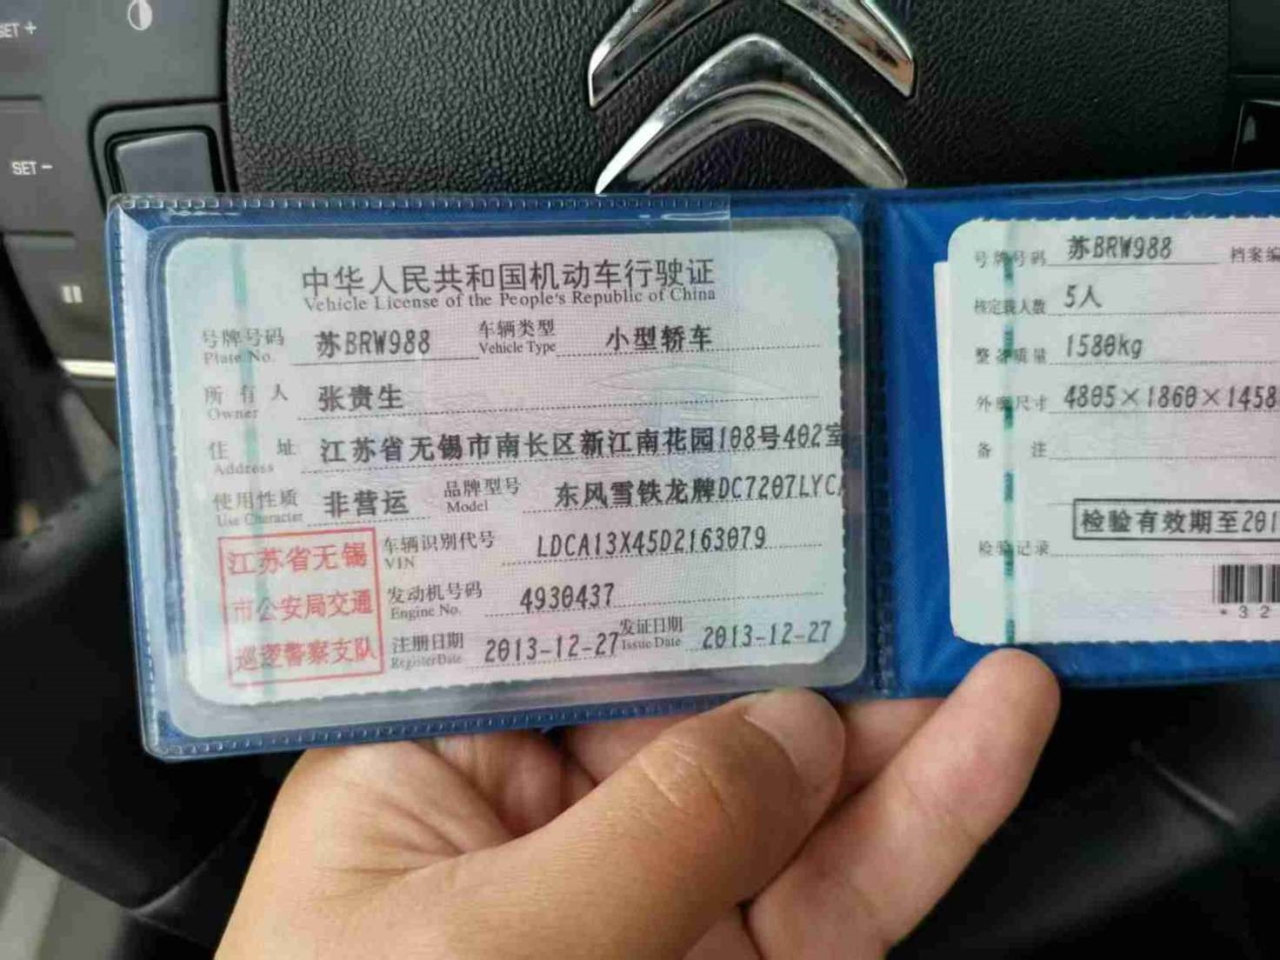 SET +
SET -
中华人民共和国机动车行驶证
Vehicle License of the People's Republic of China
号牌号码 苏BRW988 车辆类型 小型轿车
Plate No. Vehicle Type
所有人 张贵生
Owner
住址 江苏省无锡市南长区新江南花园108号402室
Address
使用性质 非营运 品牌型号 东风雪铁龙牌DC7207LYCA
Use Character Model
江苏省无锡
市公安局交通
巡逻警察支队
车辆识别代号 LDCA13X45D2163079
VIN
发动机号码 4930437
Engine No.
注册日期 2013-12-27 发证日期 2013-12-27
Register Date Issue Date
号牌号码 苏BRW988 档案编
核定载人数 5人
整备质量 1580kg
外廓尺寸 4805×1860×1458
备注
检验有效期至201
检验记录
*32